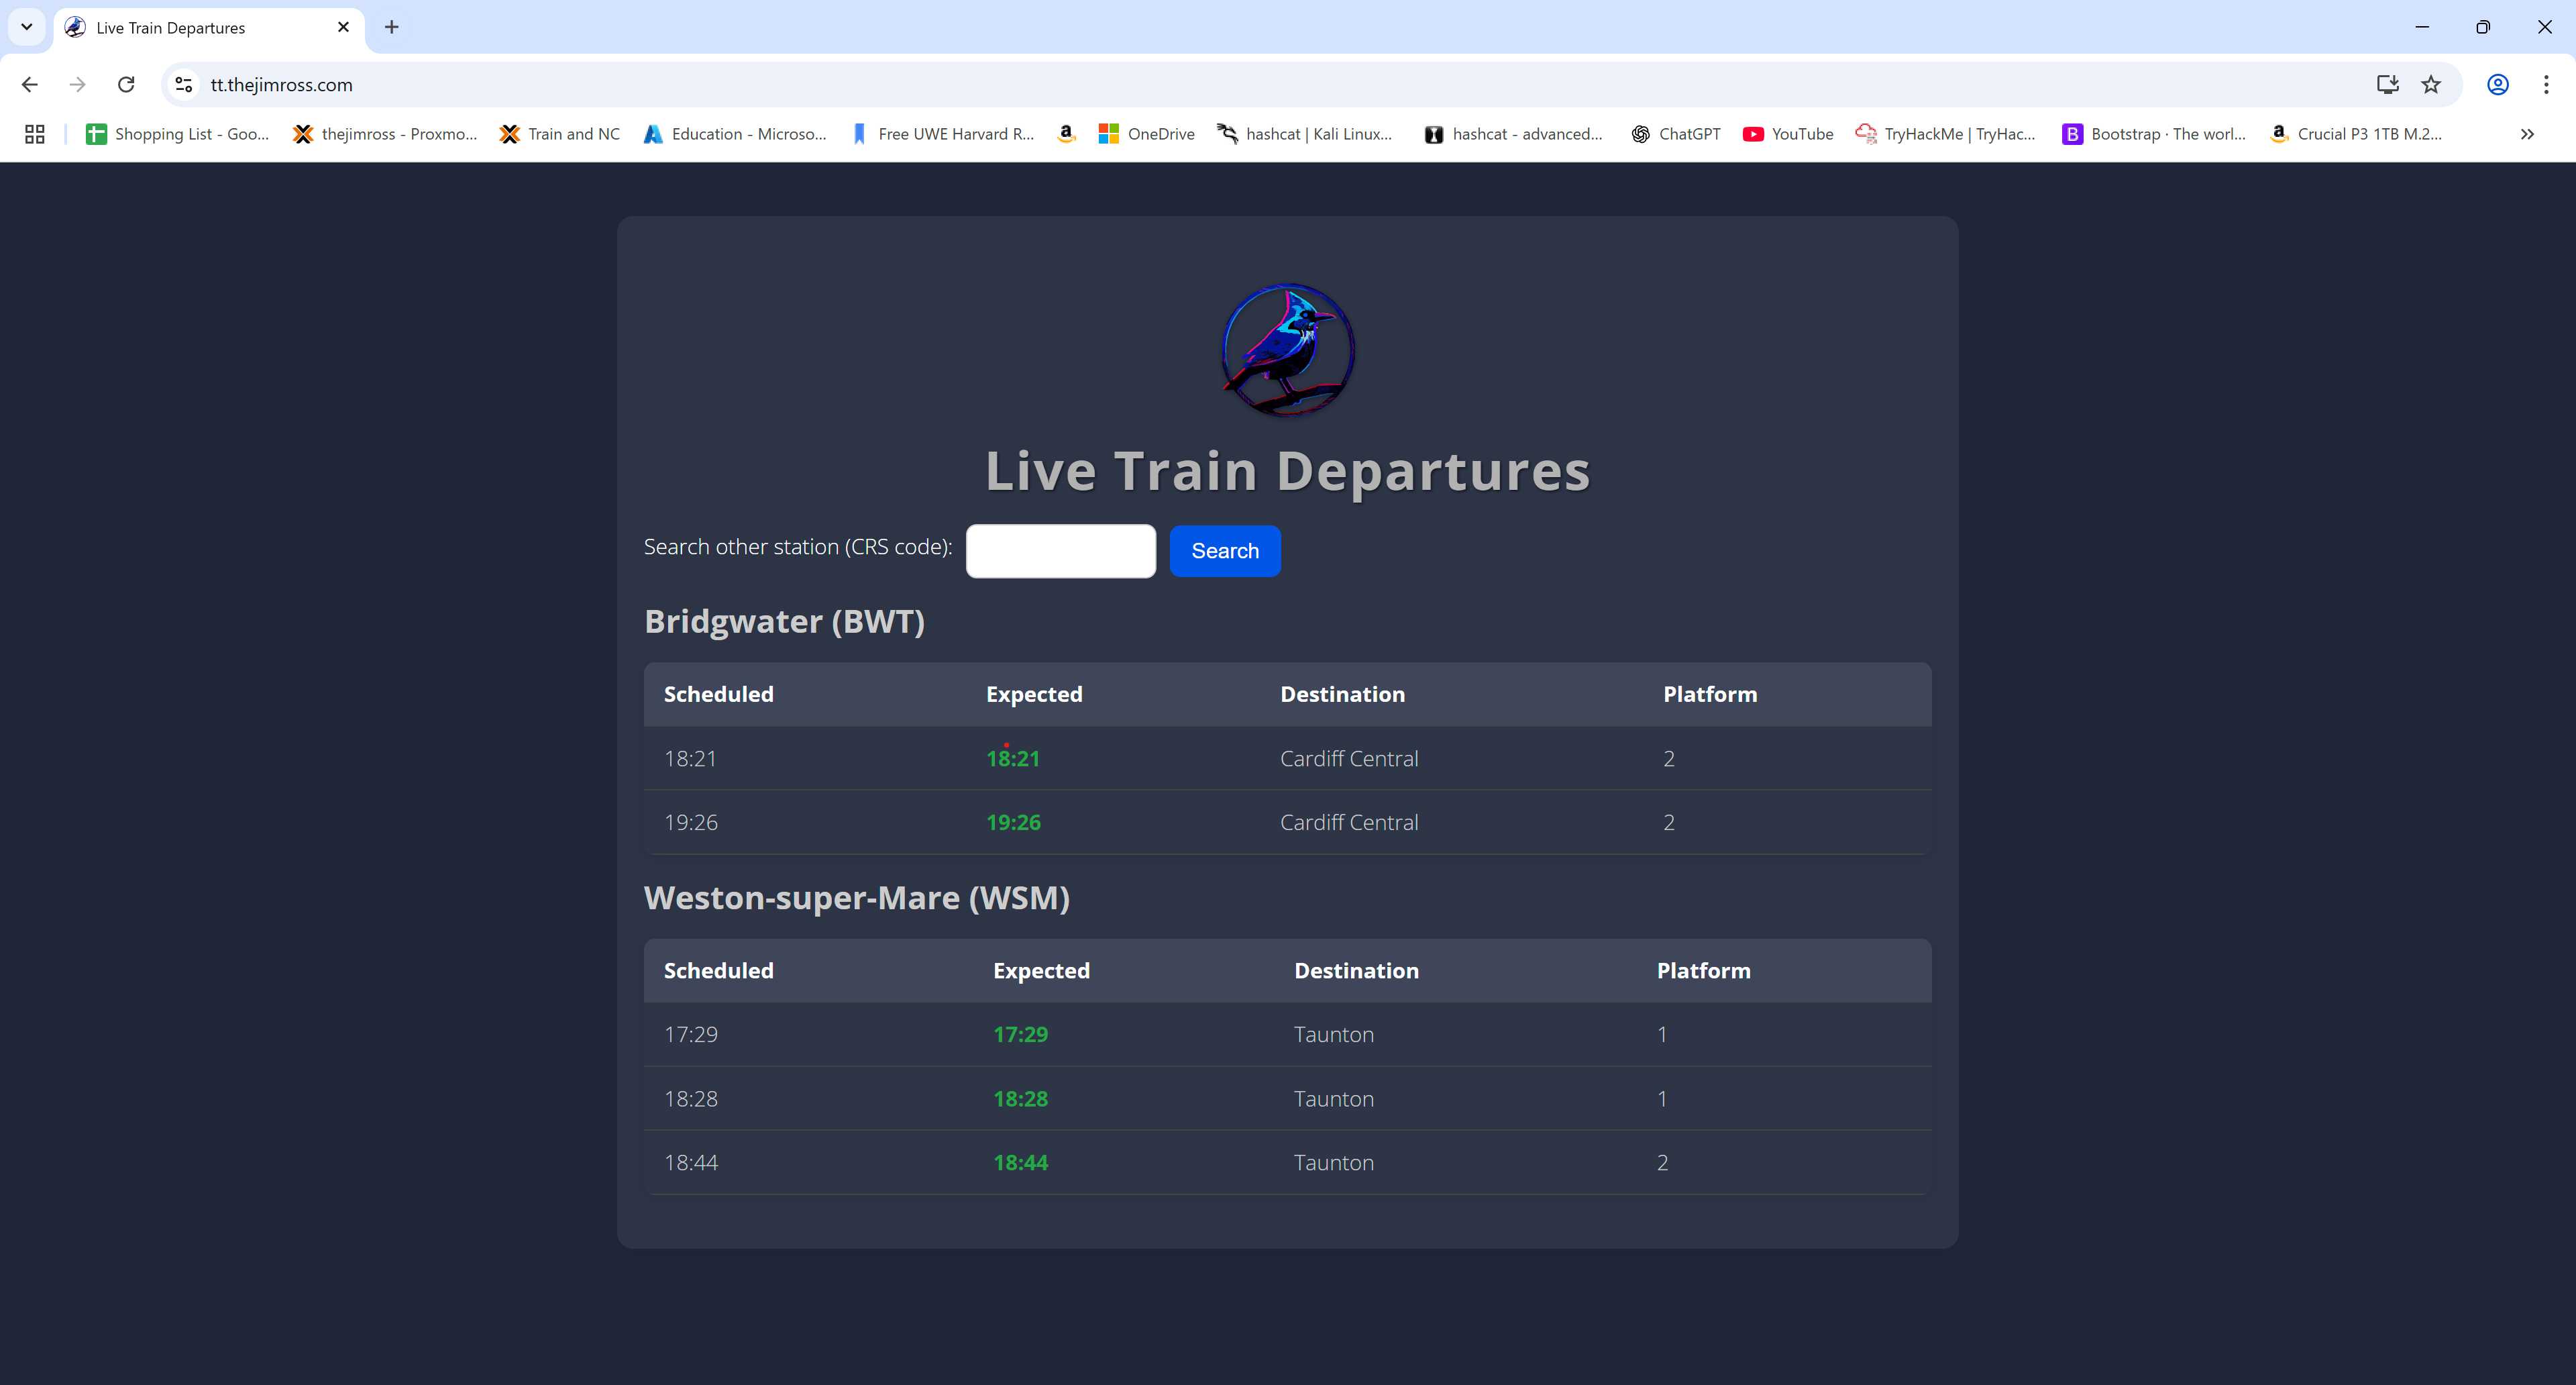 Live Train Departures
tt.thejimross.com
Shopping List - Goo... thejimross - Proxmo... Train and NC Education - Microso... Free UWE Harvard R... OneDrive hashcat | Kali Linux... hashcat - advanced... ChatGPT YouTube TryHackMe | TryHac... Bootstrap · The worl... Crucial P3 1TB M.2...
Live Train Departures
Search other station (CRS code): Search
Bridgwater (BWT)
Scheduled Expected Destination Platform
18:21 18:21 Cardiff Central 2
19:26 19:26 Cardiff Central 2
Weston-super-Mare (WSM)
Scheduled Expected Destination Platform
17:29 17:29 Taunton 1
18:28 18:28 Taunton 1
18:44 18:44 Taunton 2